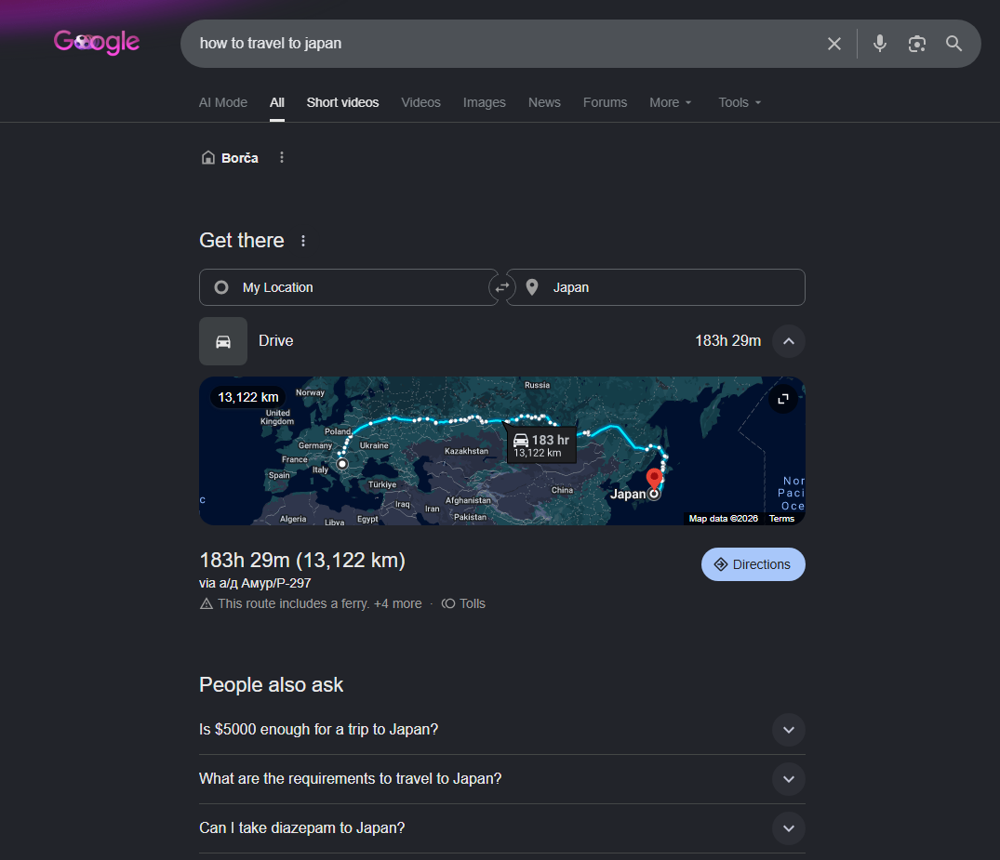 Google
how to travel to japan
AI Mode All Short videos Videos Images News Forums More Tools
Borča
Get there
My Location
Japan
Drive
183h 29m
13,122 km
Russia
Norway
United
Kingdom
Poland
Germany
Ukraine
Kazakhstan
France
Spain
Italy
Türkiye
China
183 hr
13,122 km
Japan
Iraq
Iran
Afghanistan
Pakistan
Algeria
Libya
Egypt
c
Nor
Paci
Oce
Map data ©2026 Terms
183h 29m (13,122 km)
via а/д Амур/Р-297
This route includes a ferry. +4 more · Tolls
Directions
People also ask
Is $5000 enough for a trip to Japan?
What are the requirements to travel to Japan?
Can I take diazepam to Japan?